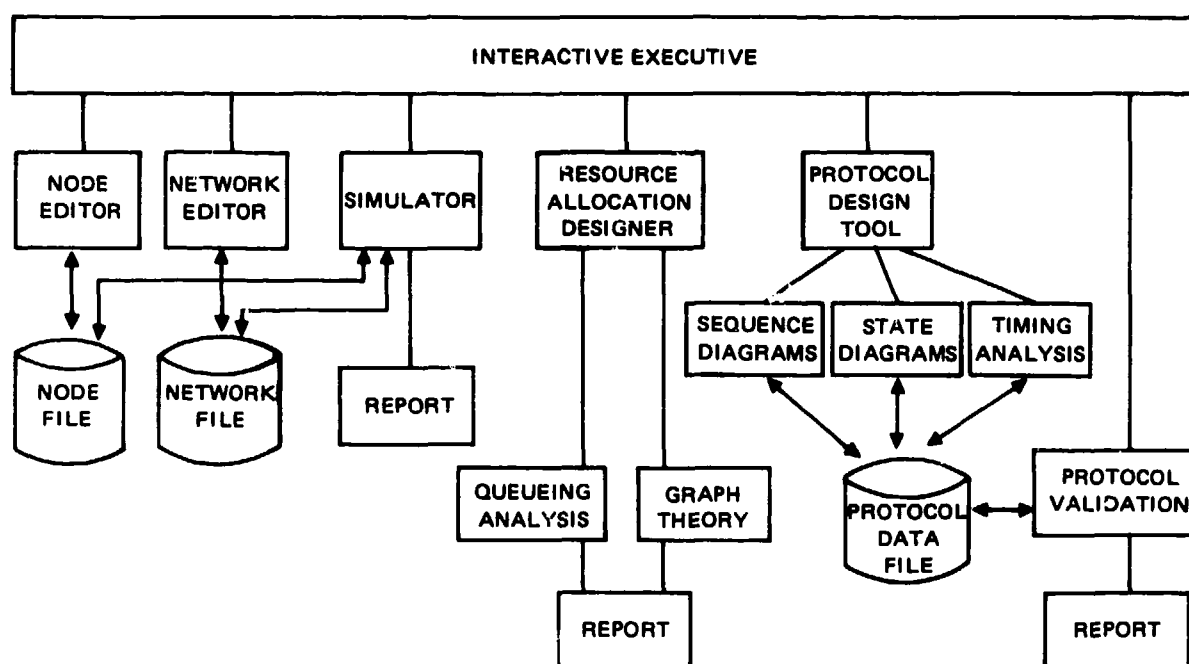 INTERACTIVE EXECUTIVE
NODE
EDITOR
NETWORK
EDITOR
SIMULATOR
RESOURCE
ALLOCATION
DESIGNER
PROTOCOL
DESIGN
TOOL
SEQUENCE
DIAGRAMS
STATE
DIAGRAMS
TIMING
ANALYSIS
NODE
FILE
NETWORK
FILE
REPORT
QUEUEING
ANALYSIS
GRAPH
THEORY
PROTOCOL
DATA
FILE
PROTOCOL
VALIDATION
REPORT
REPORT